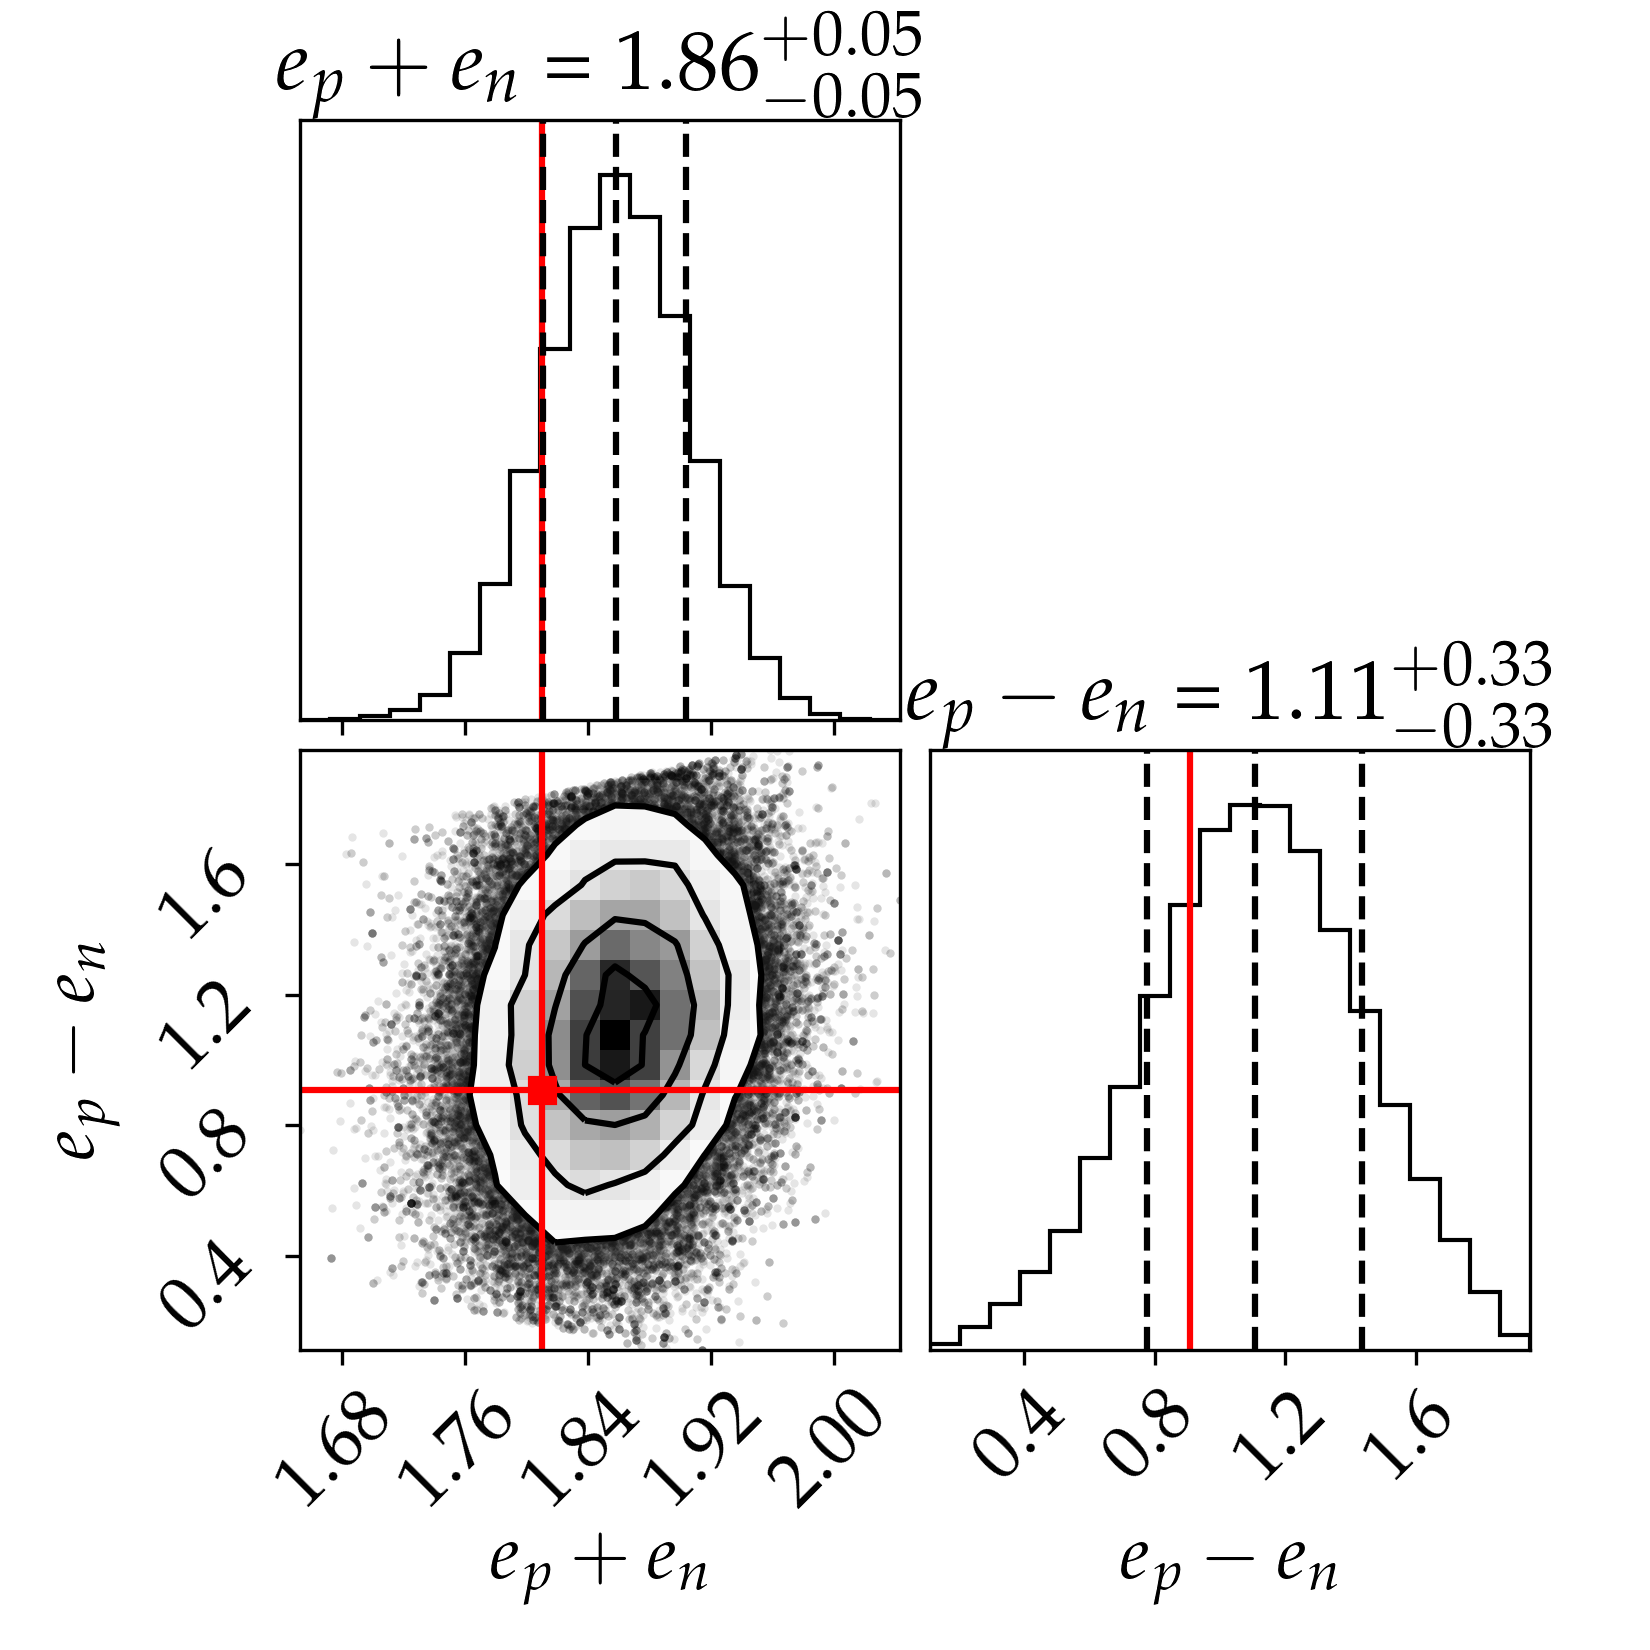 e_p + e_n = 1.86^{+0.05}_{-0.05}
e_p − e_n = 1.11^{+0.33}_{-0.33}
e_p − e_n
1.6
1.2
0.8
0.4
1.68 1.76 1.84 1.92 2.00
0.4 0.8 1.2 1.6
e_p + e_n
e_p − e_n